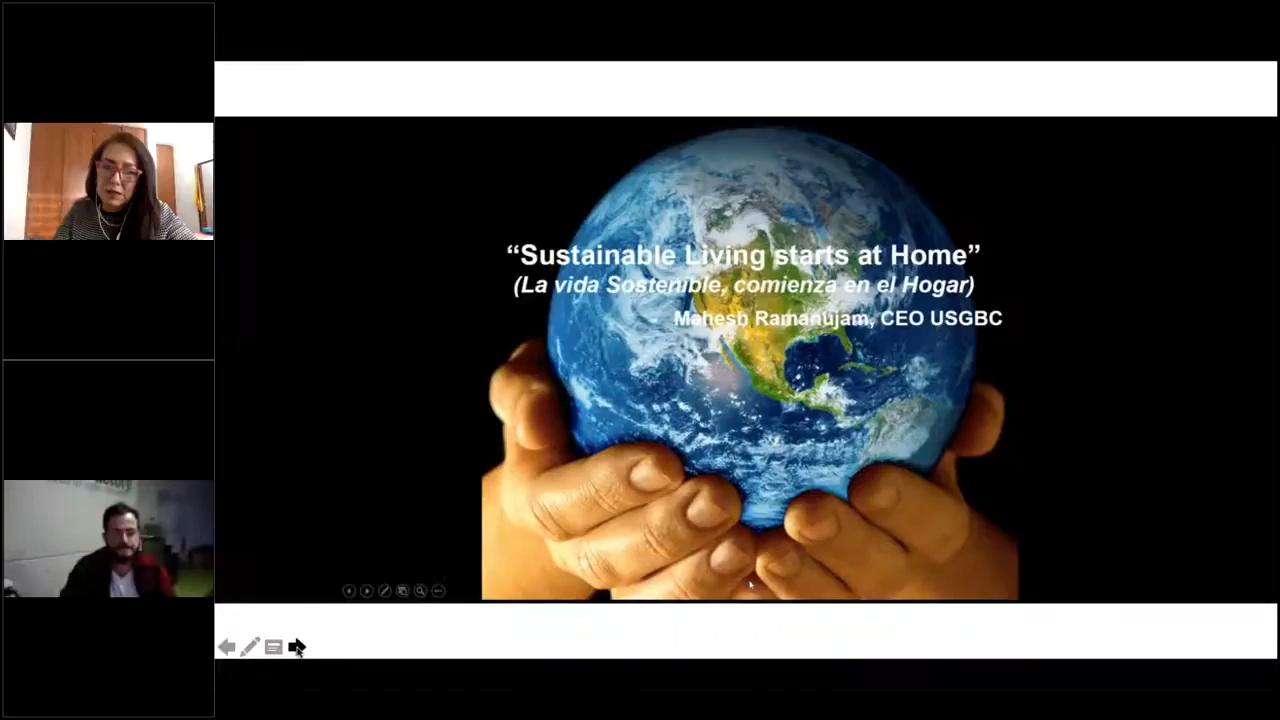 “Sustainable Living starts at Home”
(La vida Sostenible, comienza en el Hogar)
Mahesh Ramanujam, CEO USGBC